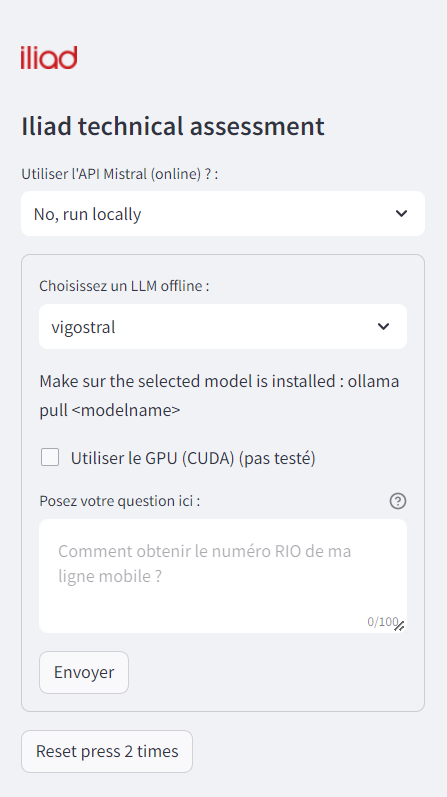 iliad
Iliad technical assessment
Utiliser l'API Mistral (online) ? :
No, run locally
Choisissez un LLM offline :
vigostral
Make sur the selected model is installed : ollama
pull <modelname>
Utiliser le GPU (CUDA) (pas testé)
Posez votre question ici :
Comment obtenir le numéro RIO de ma
ligne mobile ?
0/100
Envoyer
Reset press 2 times